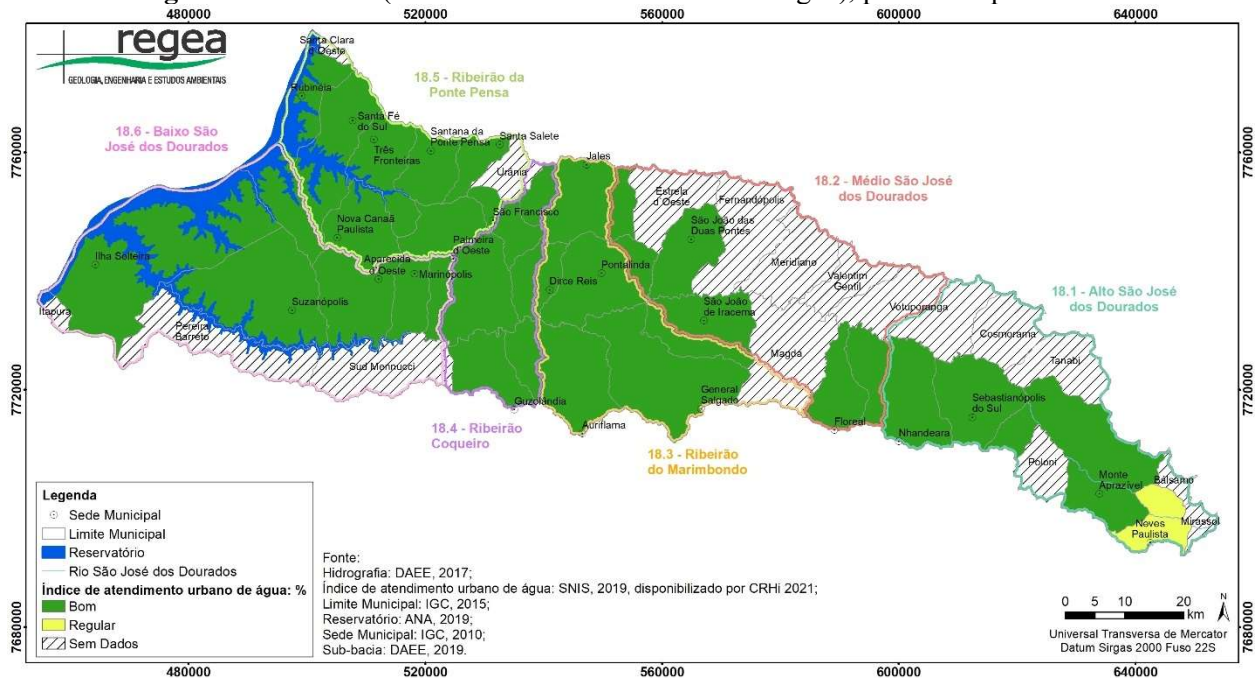 480000 520000 560000 600000 640000
regea
GEOLOGIA, ENGENHARIA E ESTUDOS AMBIENTAIS
Santa Clara
d'Oeste
Rubinéia
18.5 - Ribeirão da
Ponte Pensa
Santa Fé
do Sul
Três
Fronteiras
Santana da
Ponte Pensa
Santa Salete
Urânia
18.6 - Baixo São
José dos Dourados
7760000
7760000
Jales
18.2 - Médio São José
dos Dourados
Estrela
d'Oeste
Fernandópolis
São João das
Duas Pontes
São Francisco
Nova Canaã
Paulista
Palmeira
d'Oeste
Aparecida
d'Oeste
Marinópolis
Ilha Solteira
Suzanópolis
Itapura
Pereira
Barreto
Sud Mennucci
Dirce Reis
Pontalinda
Meridiano
Valentim
Gentil
Votuporanga
18.1 - Alto São José
dos Dourados
São João
de Iracema
Cosmorama
Tanabi
Magda
7720000
7720000
General
Salgado
Guzolândia
Auriflama
18.4 - Ribeirão
Coqueiro
18.3 - Ribeirão
do Marimbondo
Floreal
Nhandeara
Sebastianópolis
do Sul
Poloni
Monte
Aprazível
Bálsamo
Neves
Paulista
Mirassol
Legenda
Sede Municipal
Limite Municipal
Reservatório
Rio São José dos Dourados
Índice de atendimento urbano de água: %
Bom
Regular
Sem Dados
Fonte:
Hidrografia: DAEE, 2017;
Índice de atendimento urbano de água: SNIS, 2019, disponibilizado por CRHi 2021;
Limite Municipal: IGC, 2015;
Reservatório: ANA, 2019;
Sede Municipal: IGC, 2010;
Sub-bacia: DAEE, 2019.
0 5 10 20
km
N
Universal Transversa de Mercator
Datum Sirgas 2000 Fuso 22S
7680000
7680000
480000 520000 560000 600000 640000